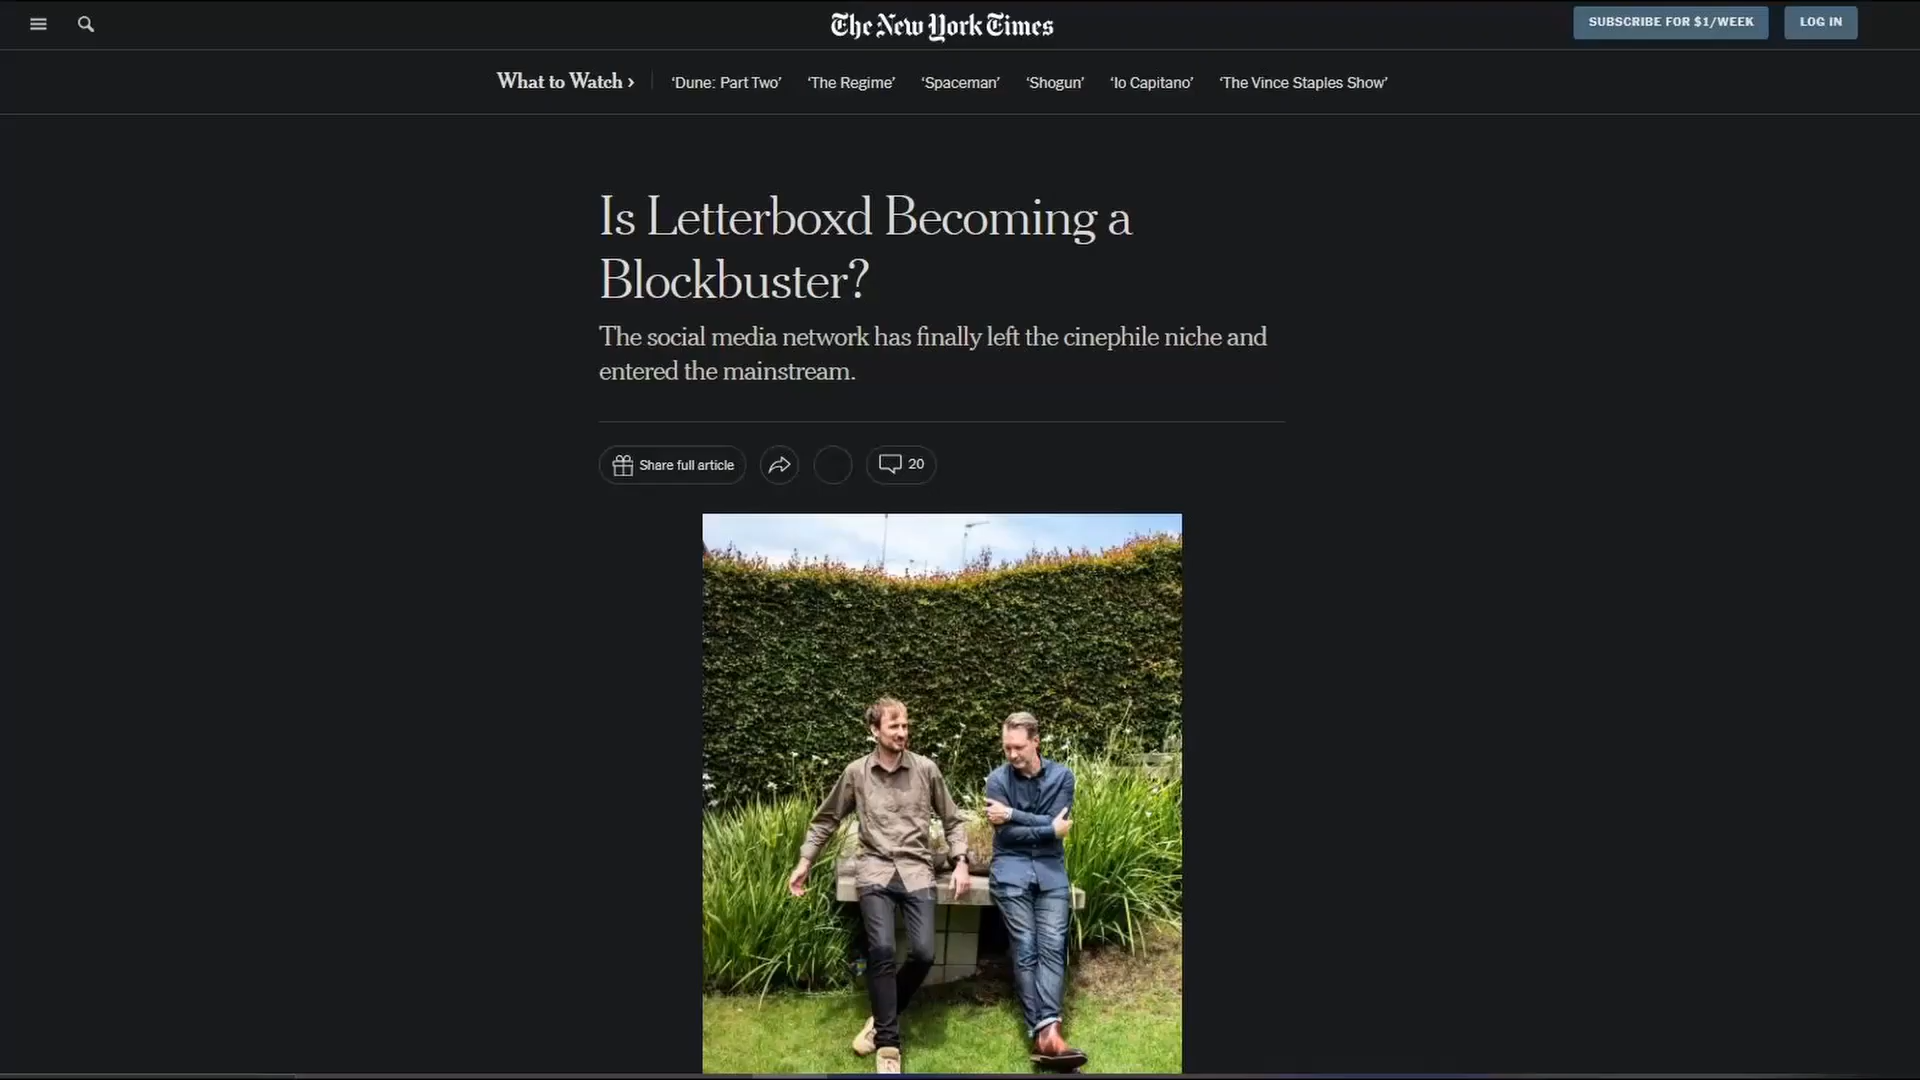 The New York Times
SUBSCRIBE FOR $1/WEEK
LOG IN
What to Watch ›
‘Dune: Part Two’ ‘The Regime’ ‘Spaceman’ ‘Shogun’ ‘Io Capitano’ ‘The Vince Staples Show’
Is Letterboxd Becoming a
Blockbuster?
The social media network has finally left the cinephile niche and
entered the mainstream.
Share full article
20